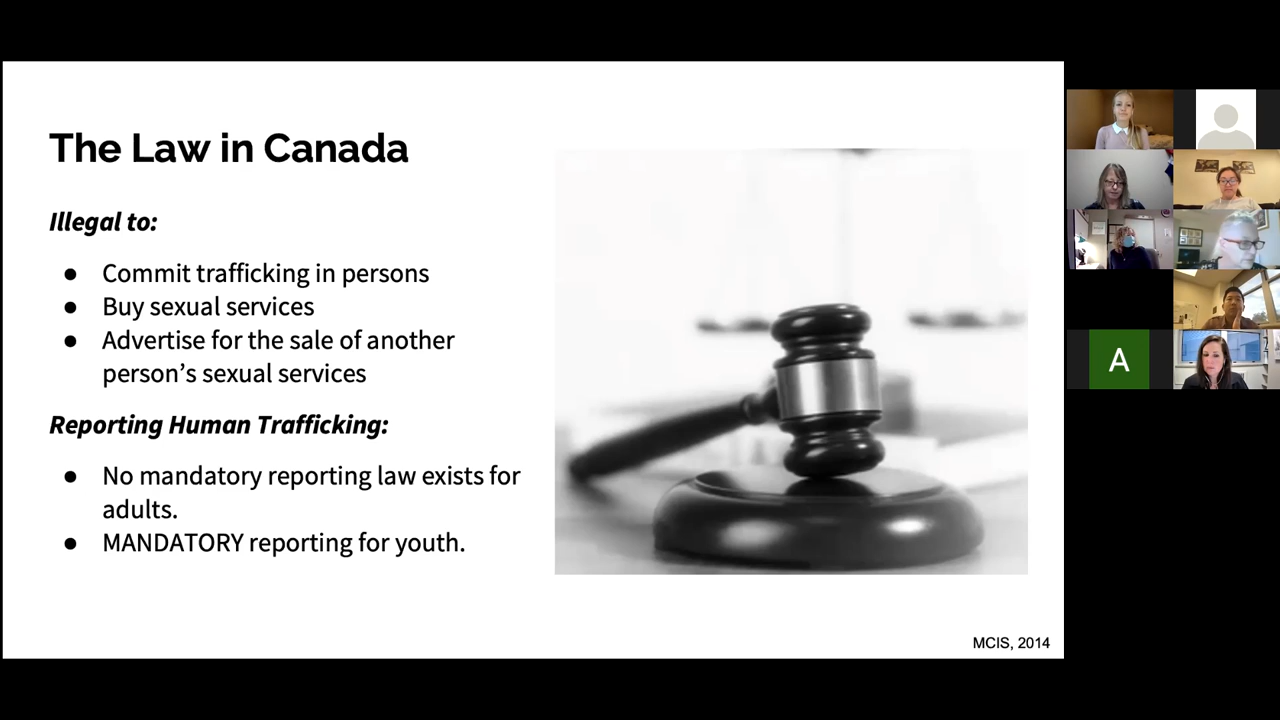 The Law in Canada
Illegal to:
● Commit trafficking in persons
● Buy sexual services
● Advertise for the sale of another
person’s sexual services
Reporting Human Trafficking:
● No mandatory reporting law exists for
adults.
● MANDATORY reporting for youth.
MCIS, 2014
A